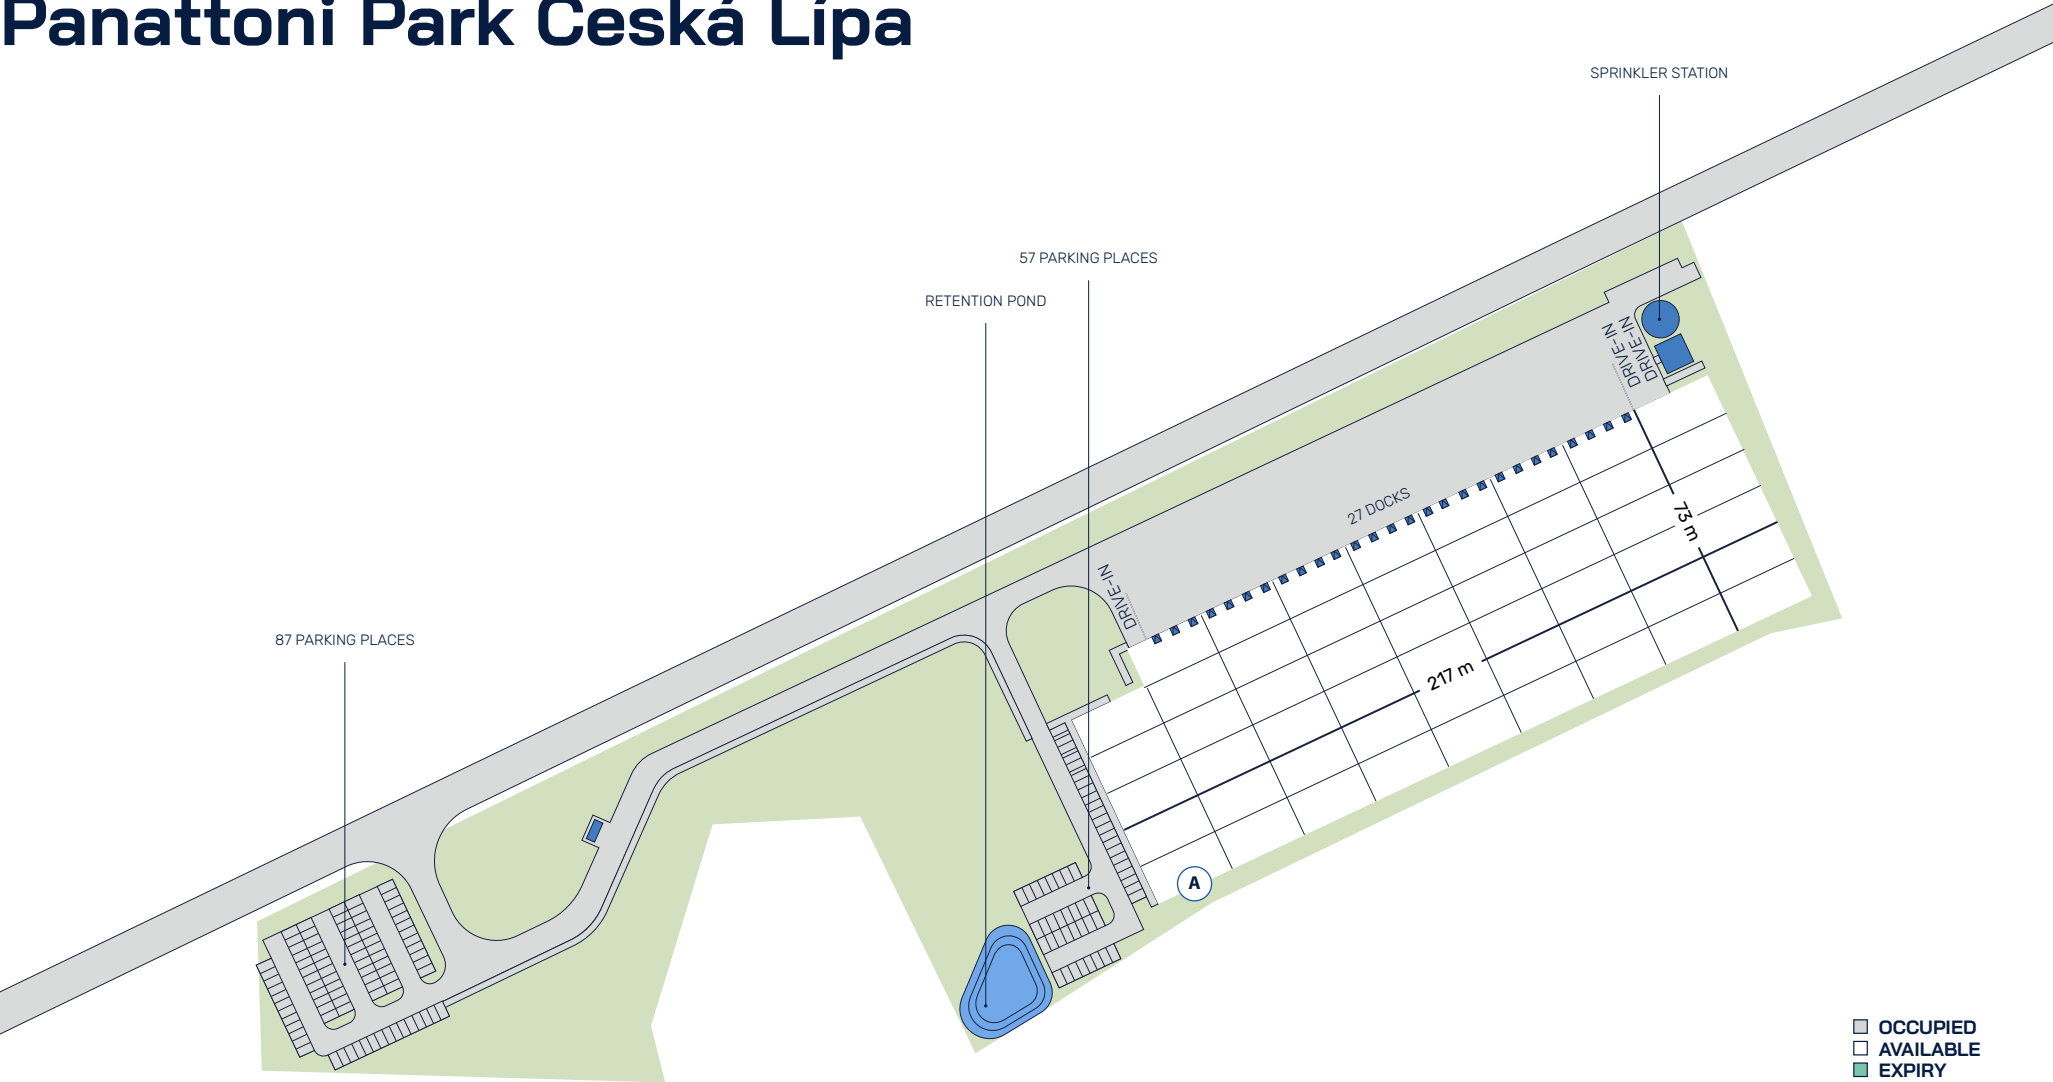 Panattoni Park Česká Lípa
SPRINKLER STATION
57 PARKING PLACES
RETENTION POND
DRIVE-IN
DRIVE-IN
73 m
27 DOCKS
DRIVE-IN
87 PARKING PLACES
217 m
A
OCCUPIED
AVAILABLE
EXPIRY